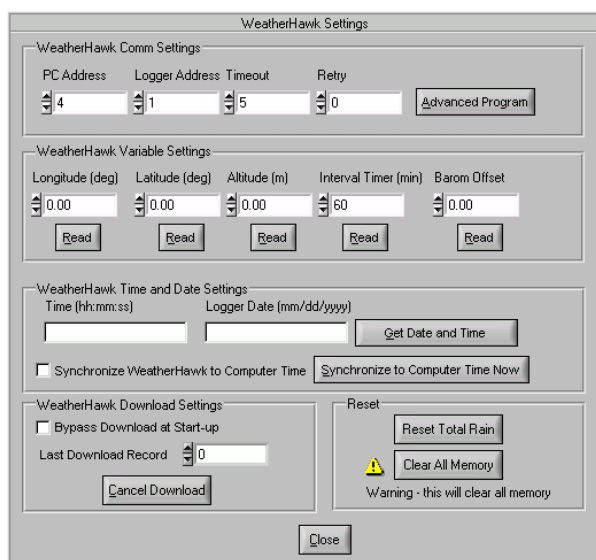 WeatherHawk Settings
WeatherHawk Comm Settings
PC Address Logger Address Timeout Retry
4 1 5 0 Advanced Program
WeatherHawk Variable Settings
Longitude (deg) Latitude (deg) Altitude (m) Interval Timer (min) Barom Offset
0.00 0.00 0.00 60 0.00
Read Read Read Read Read
WeatherHawk Time and Date Settings
Time (hh:mm:ss) Logger Date (mm/dd/yyyy)
Get Date and Time
Synchronize WeatherHawk to Computer Time Synchronize to Computer Time Now
WeatherHawk Download Settings
Bypass Download at Start-up
Last Download Record 0
Cancel Download
Reset
Reset Total Rain
Clear All Memory
Warning - this will clear all memory
Close